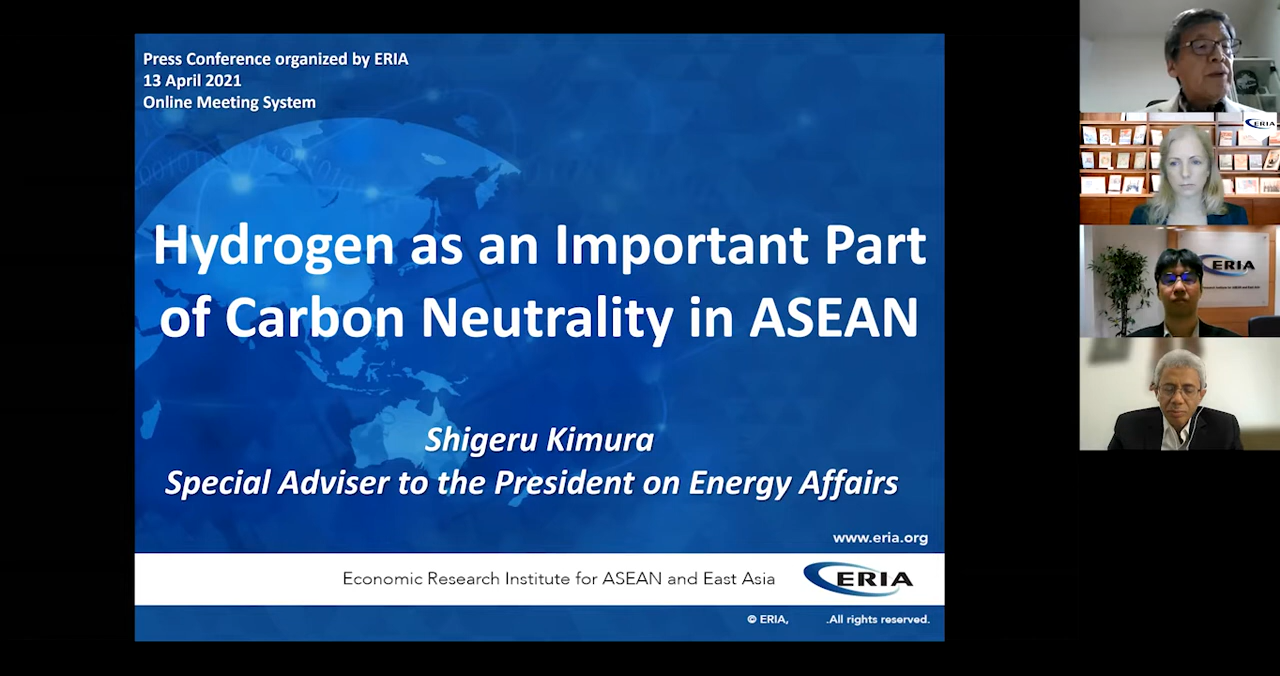 Press Conference organized by ERIA
13 April 2021
Online Meeting System
Hydrogen as an Important Part
of Carbon Neutrality in ASEAN
Shigeru Kimura
Special Adviser to the President on Energy Affairs
www.eria.org
Economic Research Institute for ASEAN and East Asia
ERIA
© ERIA, .All rights reserved.
ERIA
ERIA